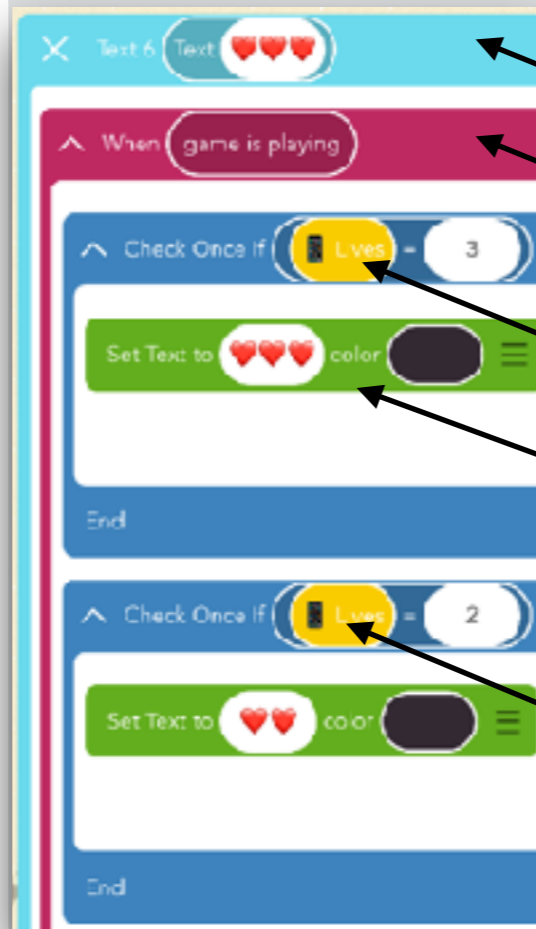 Text 6 Text ❤️❤️❤️
When game is playing
Check Once If Lives = 3
Set Text to ❤️❤️❤️ color
End
Check Once If Lives = 2
Set Text to ❤️❤️ color
End